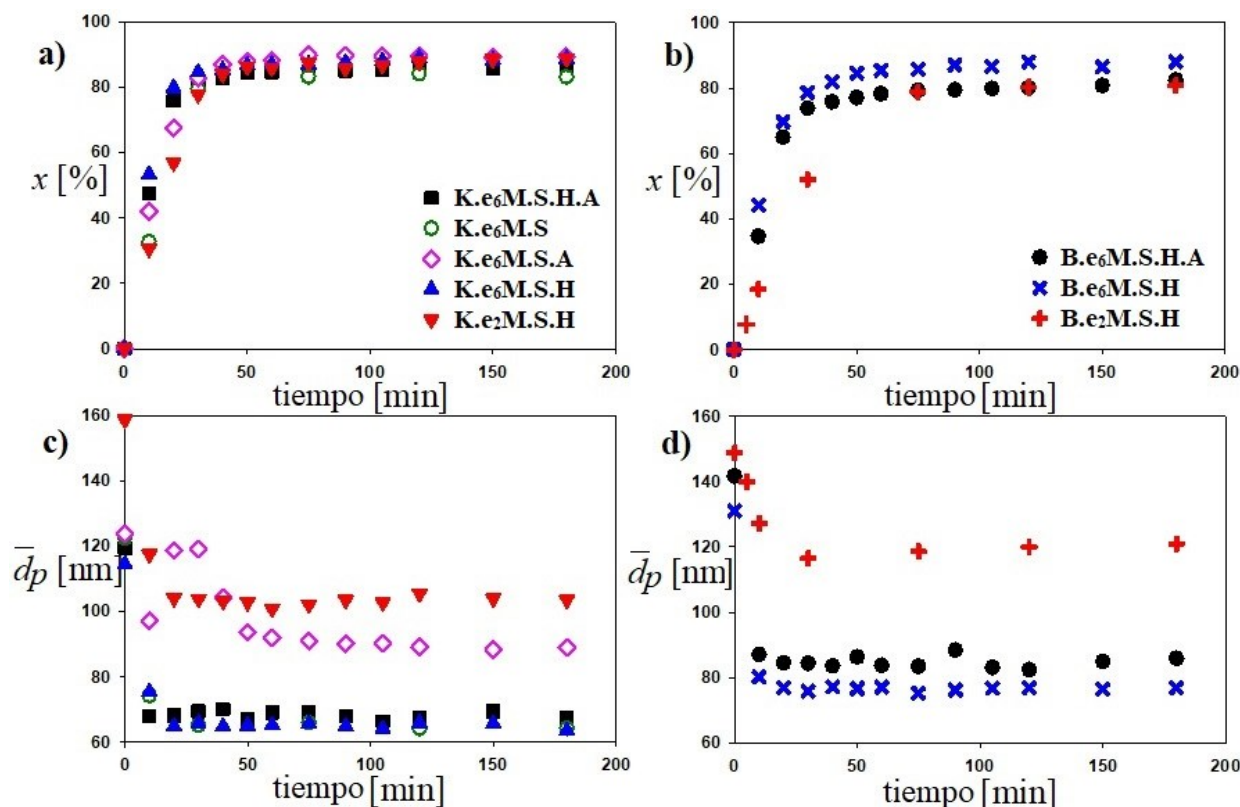 a)
100
80
60
40
20
0
x [%]
0 50 100 150 200
tiempo [min]
K.e6M.S.H.A
K.e6M.S
K.e6M.S.A
K.e6M.S.H
K.e2M.S.H
b)
100
80
60
40
20
0
x [%]
0 50 100 150 200
tiempo [min]
B.e6M.S.H.A
B.e6M.S.H
B.e2M.S.H
c)
160
140
120
100
80
60
dp [nm]
0 50 100 150 200
tiempo [min]
d)
160
140
120
100
80
60
dp [nm]
0 50 100 150 200
tiempo [min]